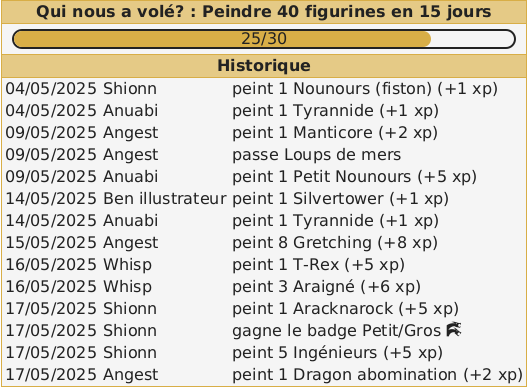 Qui nous a volé? : Peindre 40 figurines en 15 jours
25/30
Historique
04/05/2025 Shionn peint 1 Nounours (fiston) (+1 xp)
04/05/2025 Anuabi peint 1 Tyrannide (+1 xp)
09/05/2025 Angest peint 1 Manticore (+2 xp)
09/05/2025 Angest passe Loups de mers
09/05/2025 Anuabi peint 1 Petit Nounours (+5 xp)
14/05/2025 Ben illustrateur peint 1 Silvertower (+1 xp)
14/05/2025 Anuabi peint 1 Tyrannide (+1 xp)
15/05/2025 Angest peint 8 Gretching (+8 xp)
16/05/2025 Whisp peint 1 T-Rex (+5 xp)
16/05/2025 Whisp peint 3 Araigné (+6 xp)
17/05/2025 Shionn peint 1 Aracknarock (+5 xp)
17/05/2025 Shionn gagne le badge Petit/Gros
17/05/2025 Shionn peint 5 Ingénieurs (+5 xp)
17/05/2025 Angest peint 1 Dragon abomination (+2 xp)